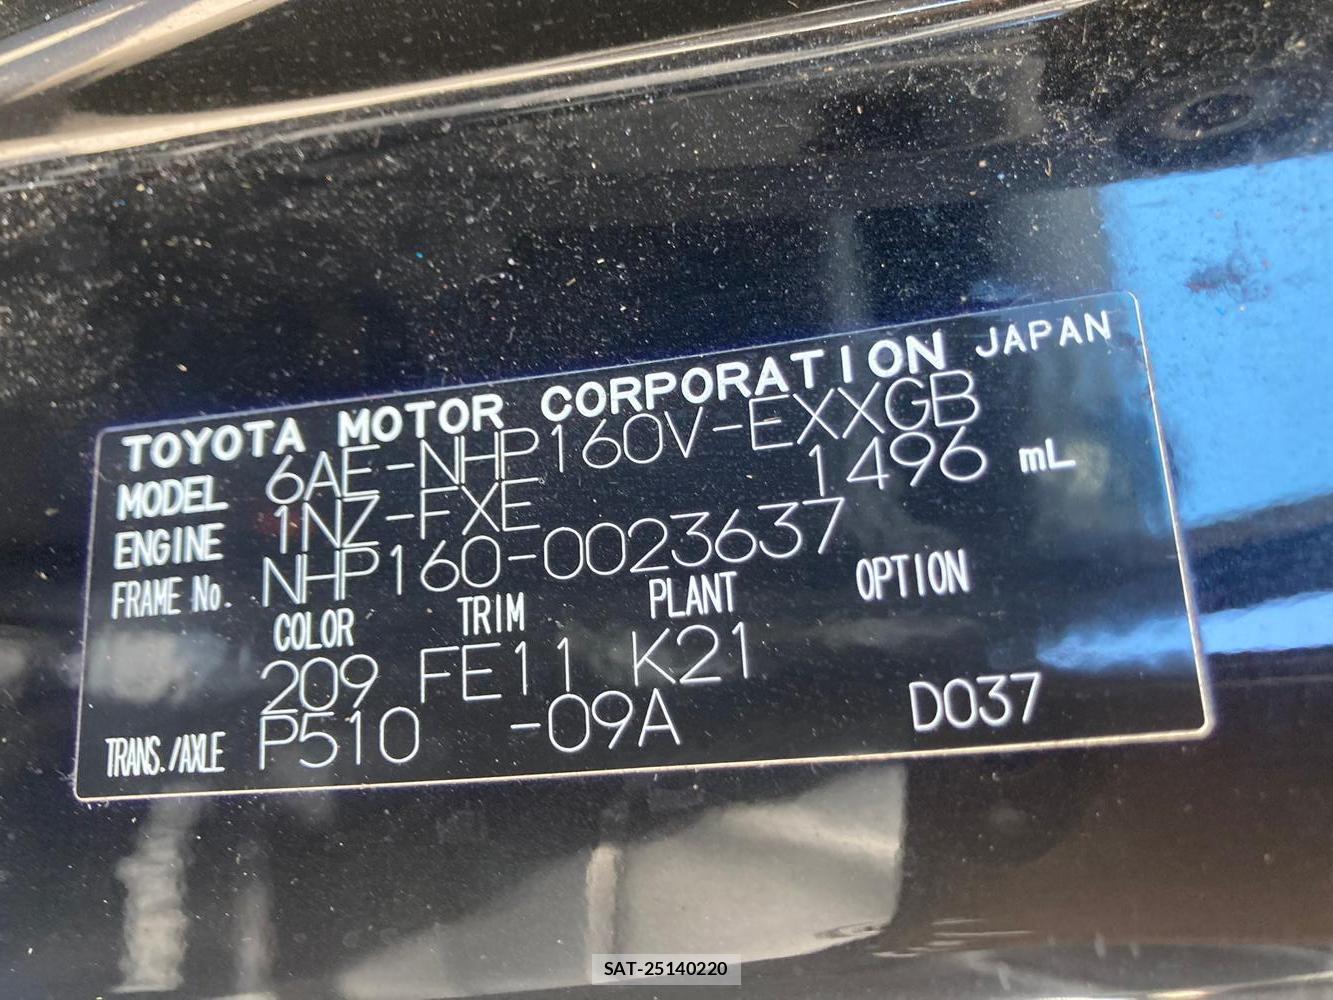 TOYOTA MOTOR CORPORATION JAPAN
MODEL 6AE-NHP160V-EXXGB
ENGINE 1NZ-FXE 1496 mL
FRAME No. NHP160-0023637
COLOR TRIM PLANT OPTION
209 FE11 K21
TRANS./AXLE P510 -09A D037
SAT-25140220